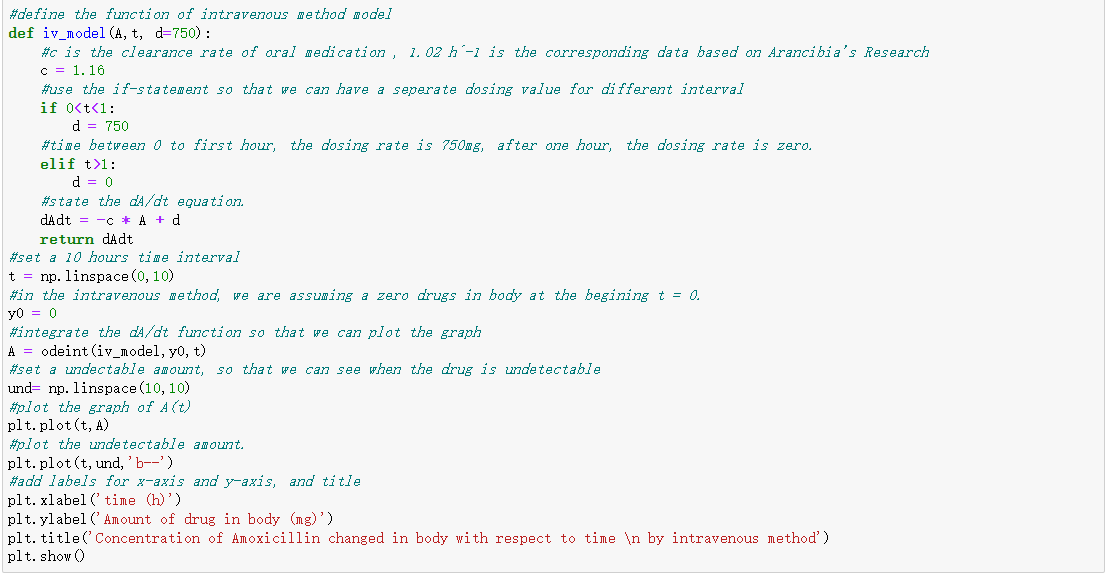 #define the function of intravenous method model
def iv_model(A,t, d=750):
#c is the clearance rate of oral medication , 1.02 h^-1 is the corresponding data based on Arancibia's Research
c = 1.16
#use the if-statement so that we can have a seperate dosing value for different interval
if 0<t<1:
d = 750
#time between 0 to first hour, the dosing rate is 750mg, after one hour, the dosing rate is zero.
elif t>1:
d = 0
#state the dA/dt equation.
dAdt = -c * A + d
return dAdt
#set a 10 hours time interval
t = np.linspace(0,10)
#in the intravenous method, we are assuming a zero drugs in body at the begining t = 0.
y0 = 0
#integrate the dA/dt function so that we can plot the graph
A = odeint(iv_model,y0,t)
#set a undectable amount, so that we can see when the drug is undetectable
und= np.linspace(10,10)
#plot the graph of A(t)
plt.plot(t,A)
#plot the undetectable amount.
plt.plot(t,und,'b--')
#add labels for x-axis and y-axis, and title
plt.xlabel('time (h)')
plt.ylabel('Amount of drug in body (mg)')
plt.title('Concentration of Amoxicillin changed in body with respect to time \n by intravenous method')
plt.show()